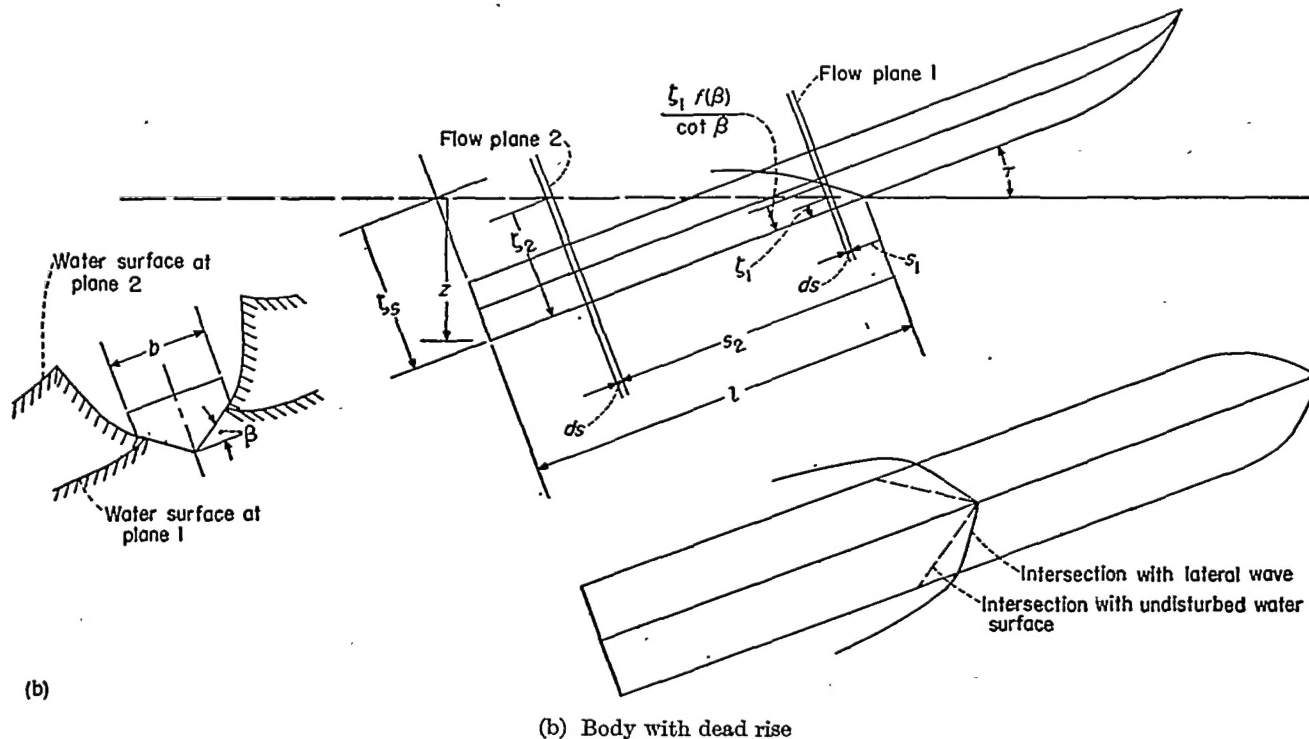 Flow plane 1
ζ₁ f(β)
cot β
Flow plane 2
τ
ζ₂
ζ₁
s₁
ds
Water surface at
plane 2
ζₛ
z
b
s₂
β
ds
l
Water surface at
plane 1
Intersection with lateral wave
Intersection with undisturbed water
surface
(b)
(b) Body with dead rise